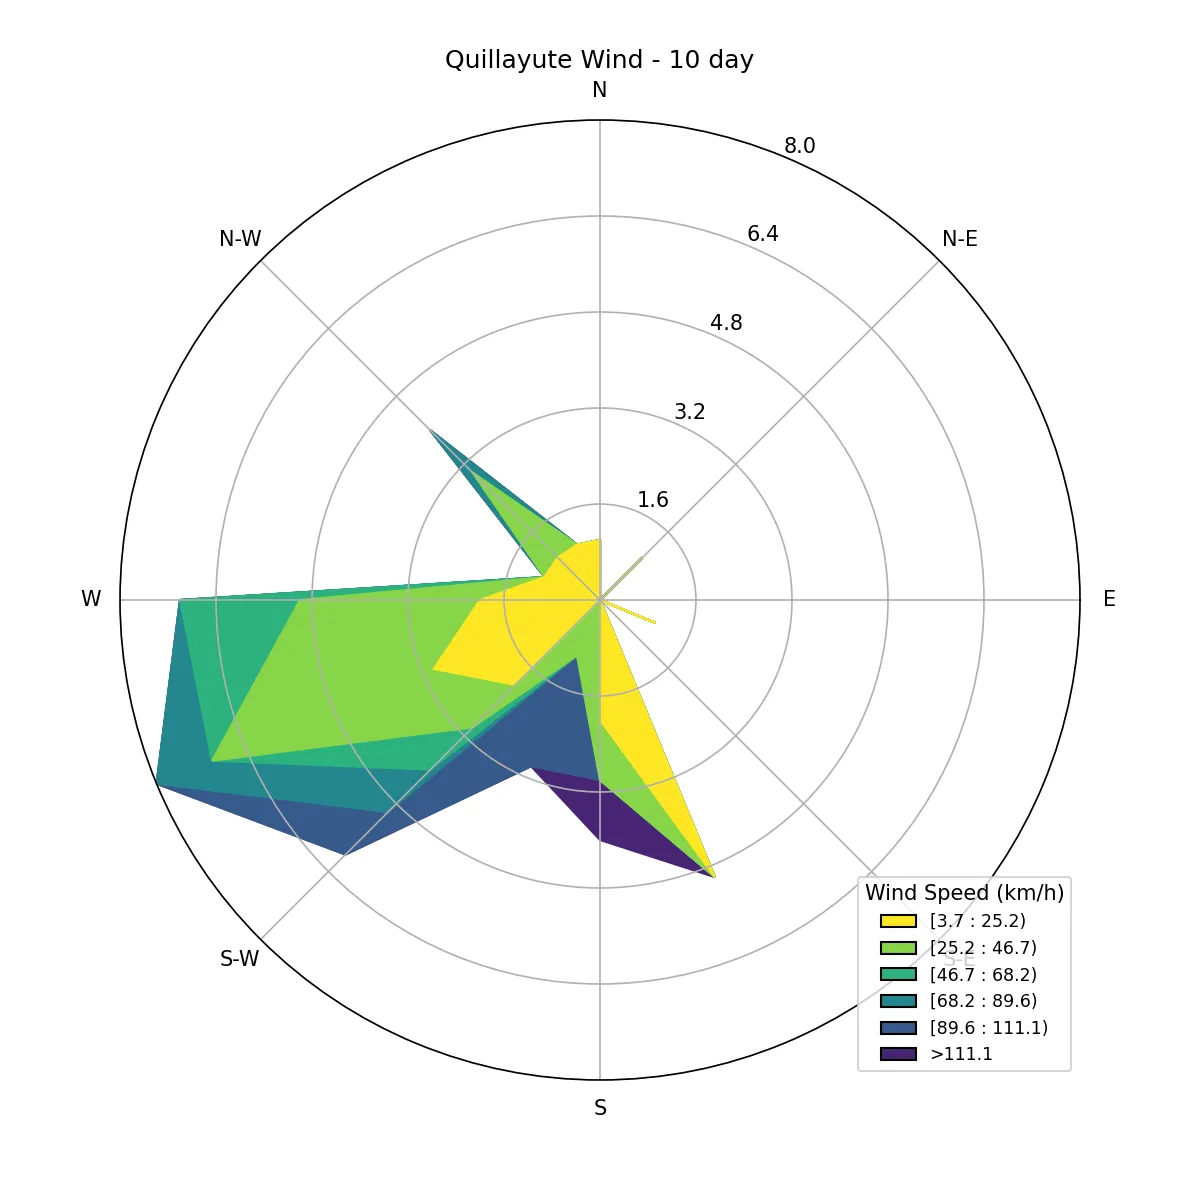 Quillayute Wind - 10 day
N
8.0
N-W
6.4
N-E
4.8
3.2
1.6
W
E
S-W
S-E
S
Wind Speed (km/h)
[3.7 : 25.2)
[25.2 : 46.7)
[46.7 : 68.2)
[68.2 : 89.6)
[89.6 : 111.1)
>111.1